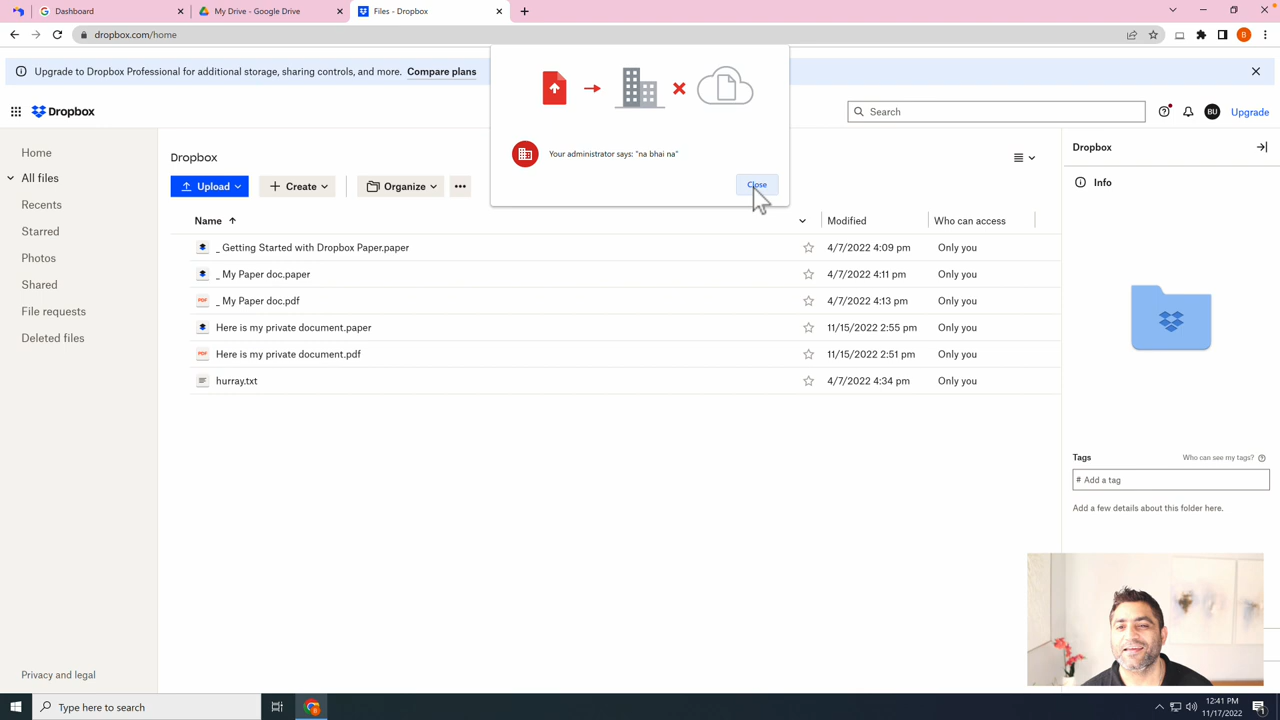 Dashboard
My Drive - Google Drive
Files - Dropbox
dropbox.com/home
B
Upgrade to Dropbox Professional for additional storage, sharing controls, and more. Compare plans
Your administrator says: "na bhai na"
Close
Dropbox
Search
BU
Upgrade
Home
All files
Recents
Starred
Photos
Shared
File requests
Deleted files
Privacy and legal
Dropbox
Upload
Create
Organize
Name
Modified
Who can access
_ Getting Started with Dropbox Paper.paper 4/7/2022 4:09 pm Only you
_ My Paper doc.paper 4/7/2022 4:11 pm Only you
PDF _ My Paper doc.pdf 4/7/2022 4:13 pm Only you
Here is my private document.paper 11/15/2022 2:55 pm Only you
PDF Here is my private document.pdf 11/15/2022 2:51 pm Only you
hurray.txt 4/7/2022 4:34 pm Only you
Dropbox
Info
Tags
Who can see my tags?
# Add a tag
Add a few details about this folder here.
Type here to search
12:41 PM
11/17/2022
1